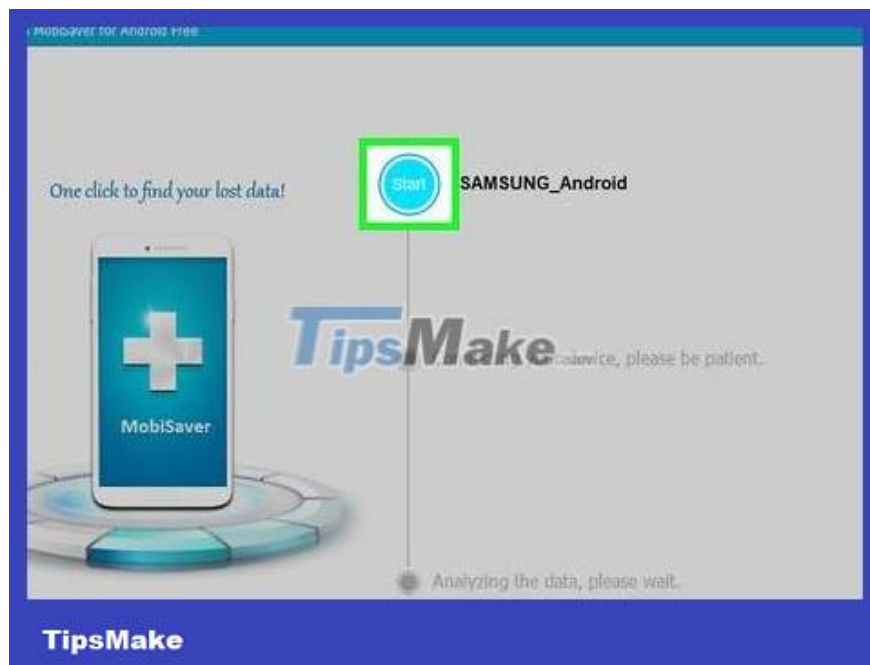 MobiSaver for Android Free
One click to find your lost data!
Start
SAMSUNG_Android
TipsMake
device, please be patient.
MobiSaver
Analyzing the data, please wait.
TipsMake